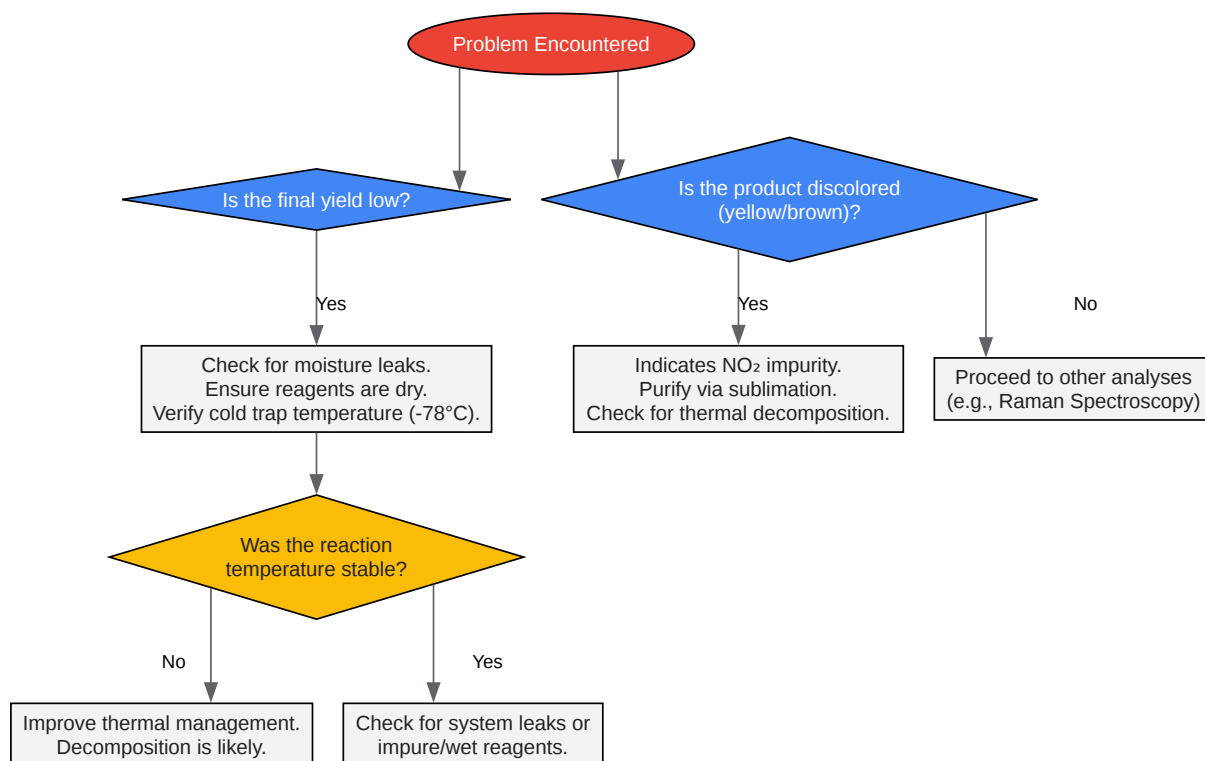 Problem Encountered
Is the final yield low?
Is the product discolored
(yellow/brown)?
Yes
Yes
No
Check for moisture leaks.
Ensure reagents are dry.
Verify cold trap temperature (-78°C).
Indicates NO₂ impurity.
Purify via sublimation.
Check for thermal decomposition.
Proceed to other analyses
(e.g., Raman Spectroscopy)
Was the reaction
temperature stable?
No
Yes
Improve thermal management.
Decomposition is likely.
Check for system leaks or
impure/wet reagents.